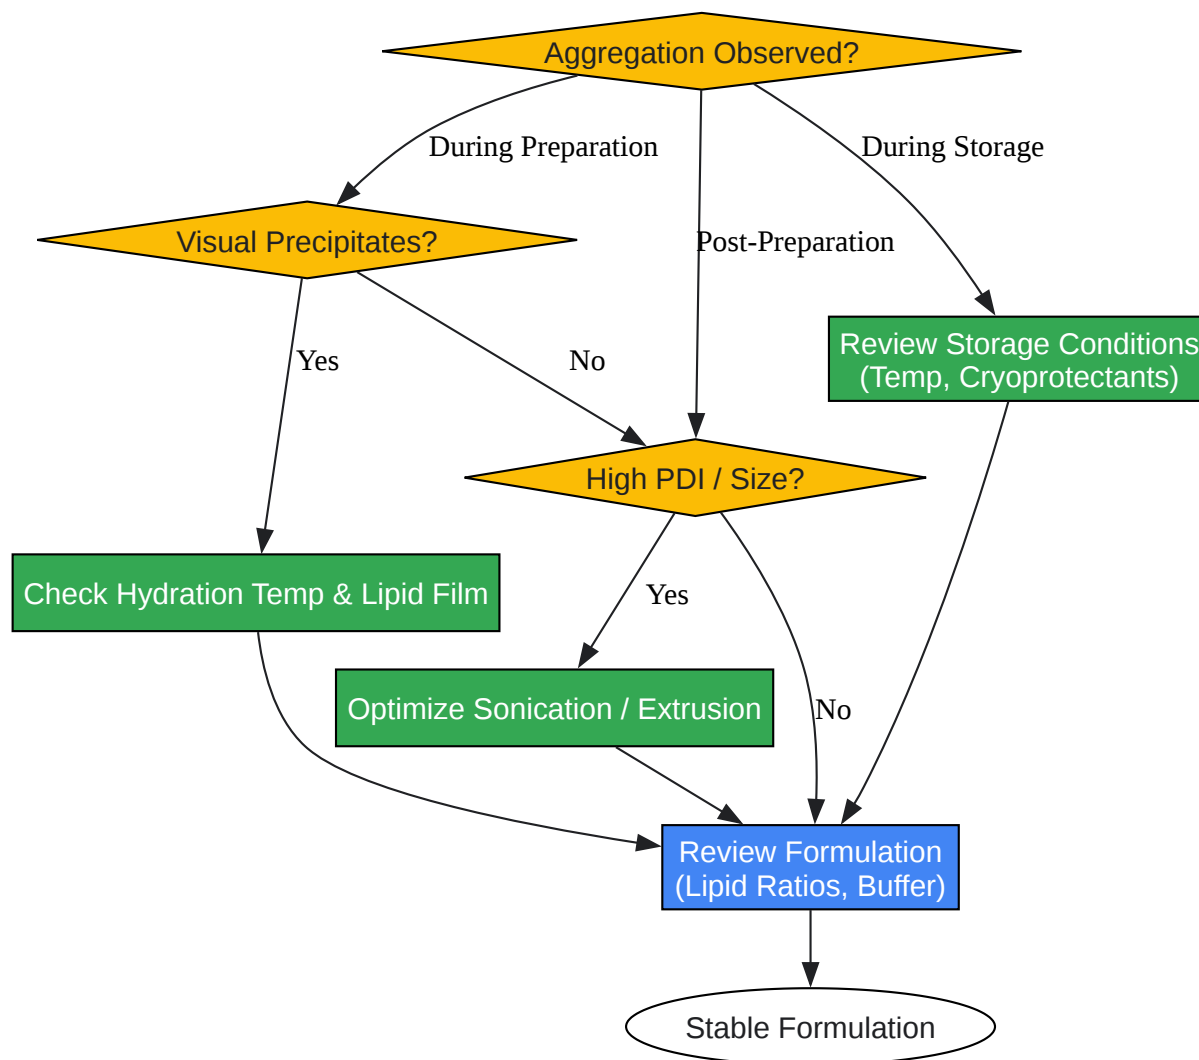 Aggregation Observed?
During Preparation
During Storage
Visual Precipitates?
Post-Preparation
Review Storage Conditions
(Temp, Cryoprotectants)
Yes
No
High PDI / Size?
Check Hydration Temp & Lipid Film
Yes
Optimize Sonication / Extrusion
No
Review Formulation
(Lipid Ratios, Buffer)
Stable Formulation